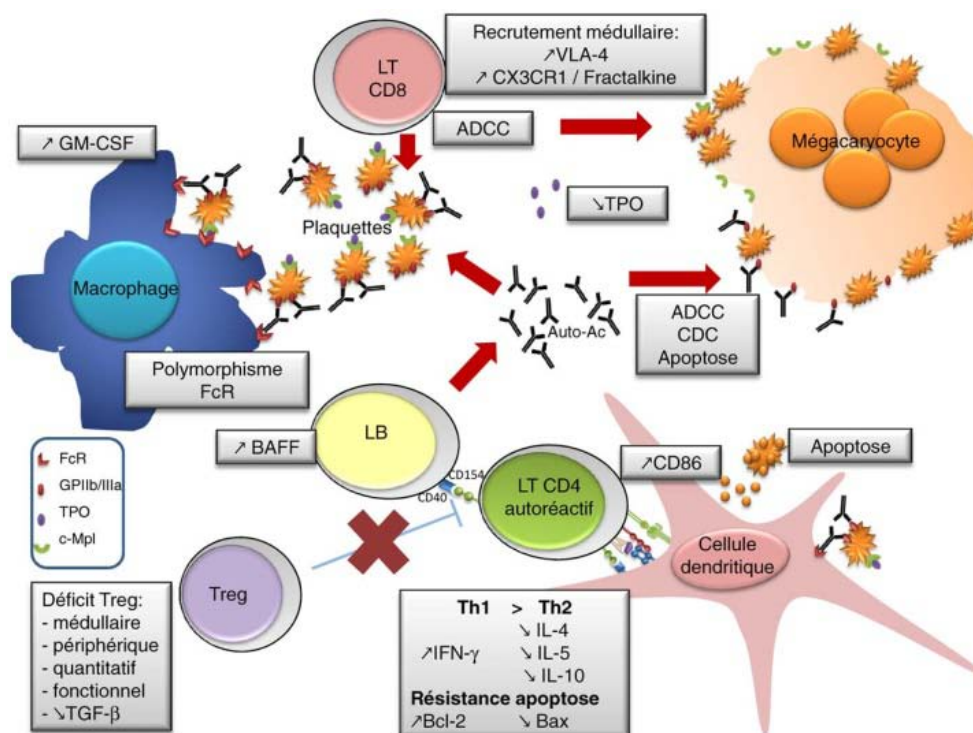 Recrutement médullaire:
↗VLA-4
↗ CX3CR1 / Fractalkine
LT
CD8
ADCC
↗ GM-CSF
Mégacaryocyte
↘TPO
Plaquettes
Macrophage
Auto-Ac
ADCC
CDC
Apoptose
Polymorphisme
FcR
LB
↗ BAFF
CD154
CD40
↗CD86
Apoptose
LT CD4
autoréactif
FcR
GPIIb/IIIa
TPO
c-Mpl
Cellule
dendritique
Treg
Déficit Treg:
- médullaire
- périphérique
- quantitatif
- fonctionnel
- ↘TGF-β
Th1 > Th2
↘ IL-4
↗IFN-γ ↘ IL-5
↘ IL-10
Résistance apoptose
↗Bcl-2 ↘ Bax